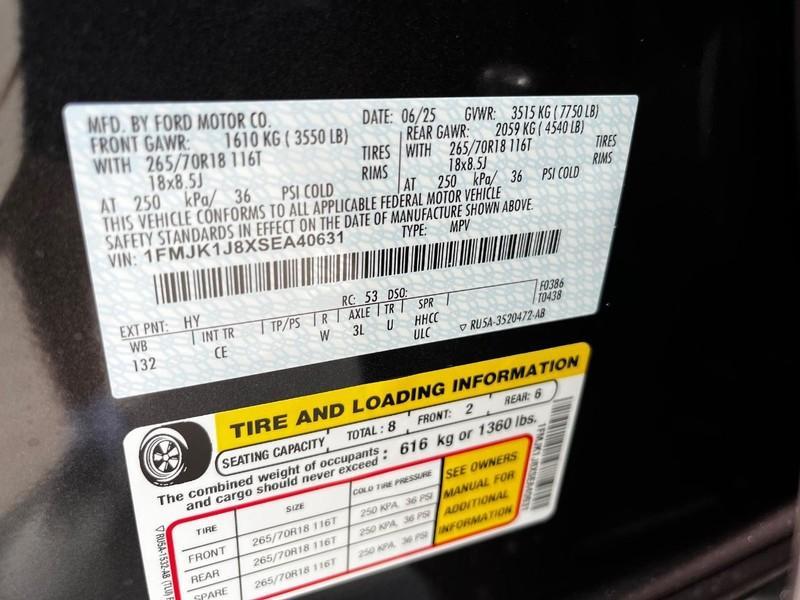 MFD. BY FORD MOTOR CO. DATE: 06/25 GVWR: 3515 KG ( 7750 LB)
FRONT GAWR: 1610 KG ( 3550 LB) REAR GAWR: 2059 KG ( 4540 LB)
WITH 265/70R18 116T TIRES WITH 265/70R18 116T TIRES
18x8.5J RIMS 18x8.5J RIMS
AT 250 kPa/ 36 PSI COLD AT 250 kPa/ 36 PSI COLD
THIS VEHICLE CONFORMS TO ALL APPLICABLE FEDERAL MOTOR VEHICLE
SAFETY STANDARDS IN EFFECT ON THE DATE OF MANUFACTURE SHOWN ABOVE.
VIN: 1FMJK1J8XSEA40631 TYPE: MPV
F0386
RC: 53 DSO: T0438
EXT PNT: HY
WB INT TR TP/PS R AXLE TR SPR
132 CE W 3L U HHCC
ULC
RU5A-3520472-AB
TIRE AND LOADING INFORMATION
SEATING CAPACITY TOTAL : 8 FRONT: 2 REAR: 6
The combined weight of occupants and cargo should never exceed : 616 kg or 1360 lbs.
TIRE SIZE COLD TIRE PRESSURE
FRONT 265/70R18 116T 250 KPA, 36 PSI
REAR 265/70R18 116T 250 KPA, 36 PSI
SPARE 265/70R18 116T 250 KPA, 36 PSI
SEE OWNERS
MANUAL FOR
ADDITIONAL
INFORMATION